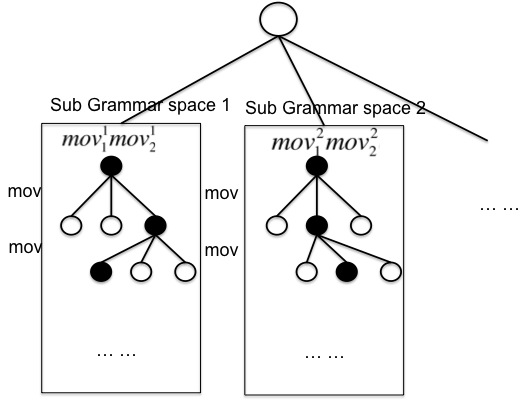 Sub Grammar space 1
Sub Grammar space 2
mov₁¹mov₂¹
mov₁²mov₂²
mov
mov
mov
mov
... ...
... ...
... ...